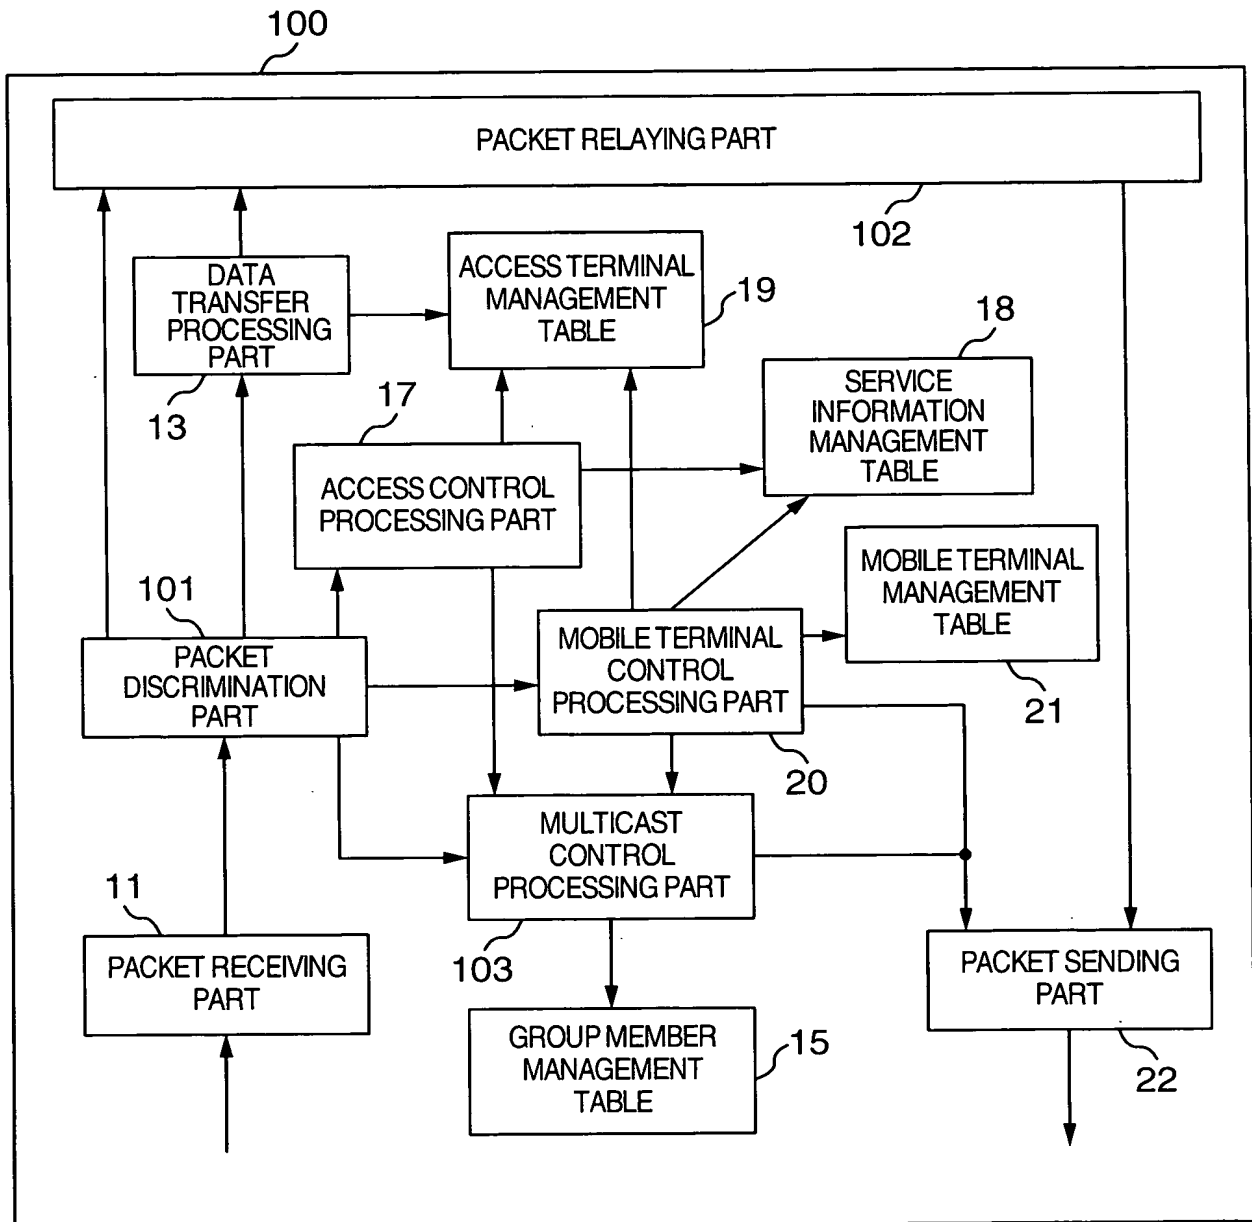 100
PACKET RELAYING PART
102
DATA
TRANSFER
PROCESSING
PART
13
ACCESS TERMINAL
MANAGEMENT
TABLE
19
18
SERVICE
INFORMATION
MANAGEMENT
TABLE
17
ACCESS CONTROL
PROCESSING PART
MOBILE TERMINAL
MANAGEMENT
TABLE
21
101
PACKET
DISCRIMINATION
PART
MOBILE TERMINAL
CONTROL
PROCESSING PART
20
MULTICAST
CONTROL
PROCESSING PART
103
11
PACKET RECEIVING
PART
PACKET SENDING
PART
22
GROUP MEMBER
MANAGEMENT
TABLE
15